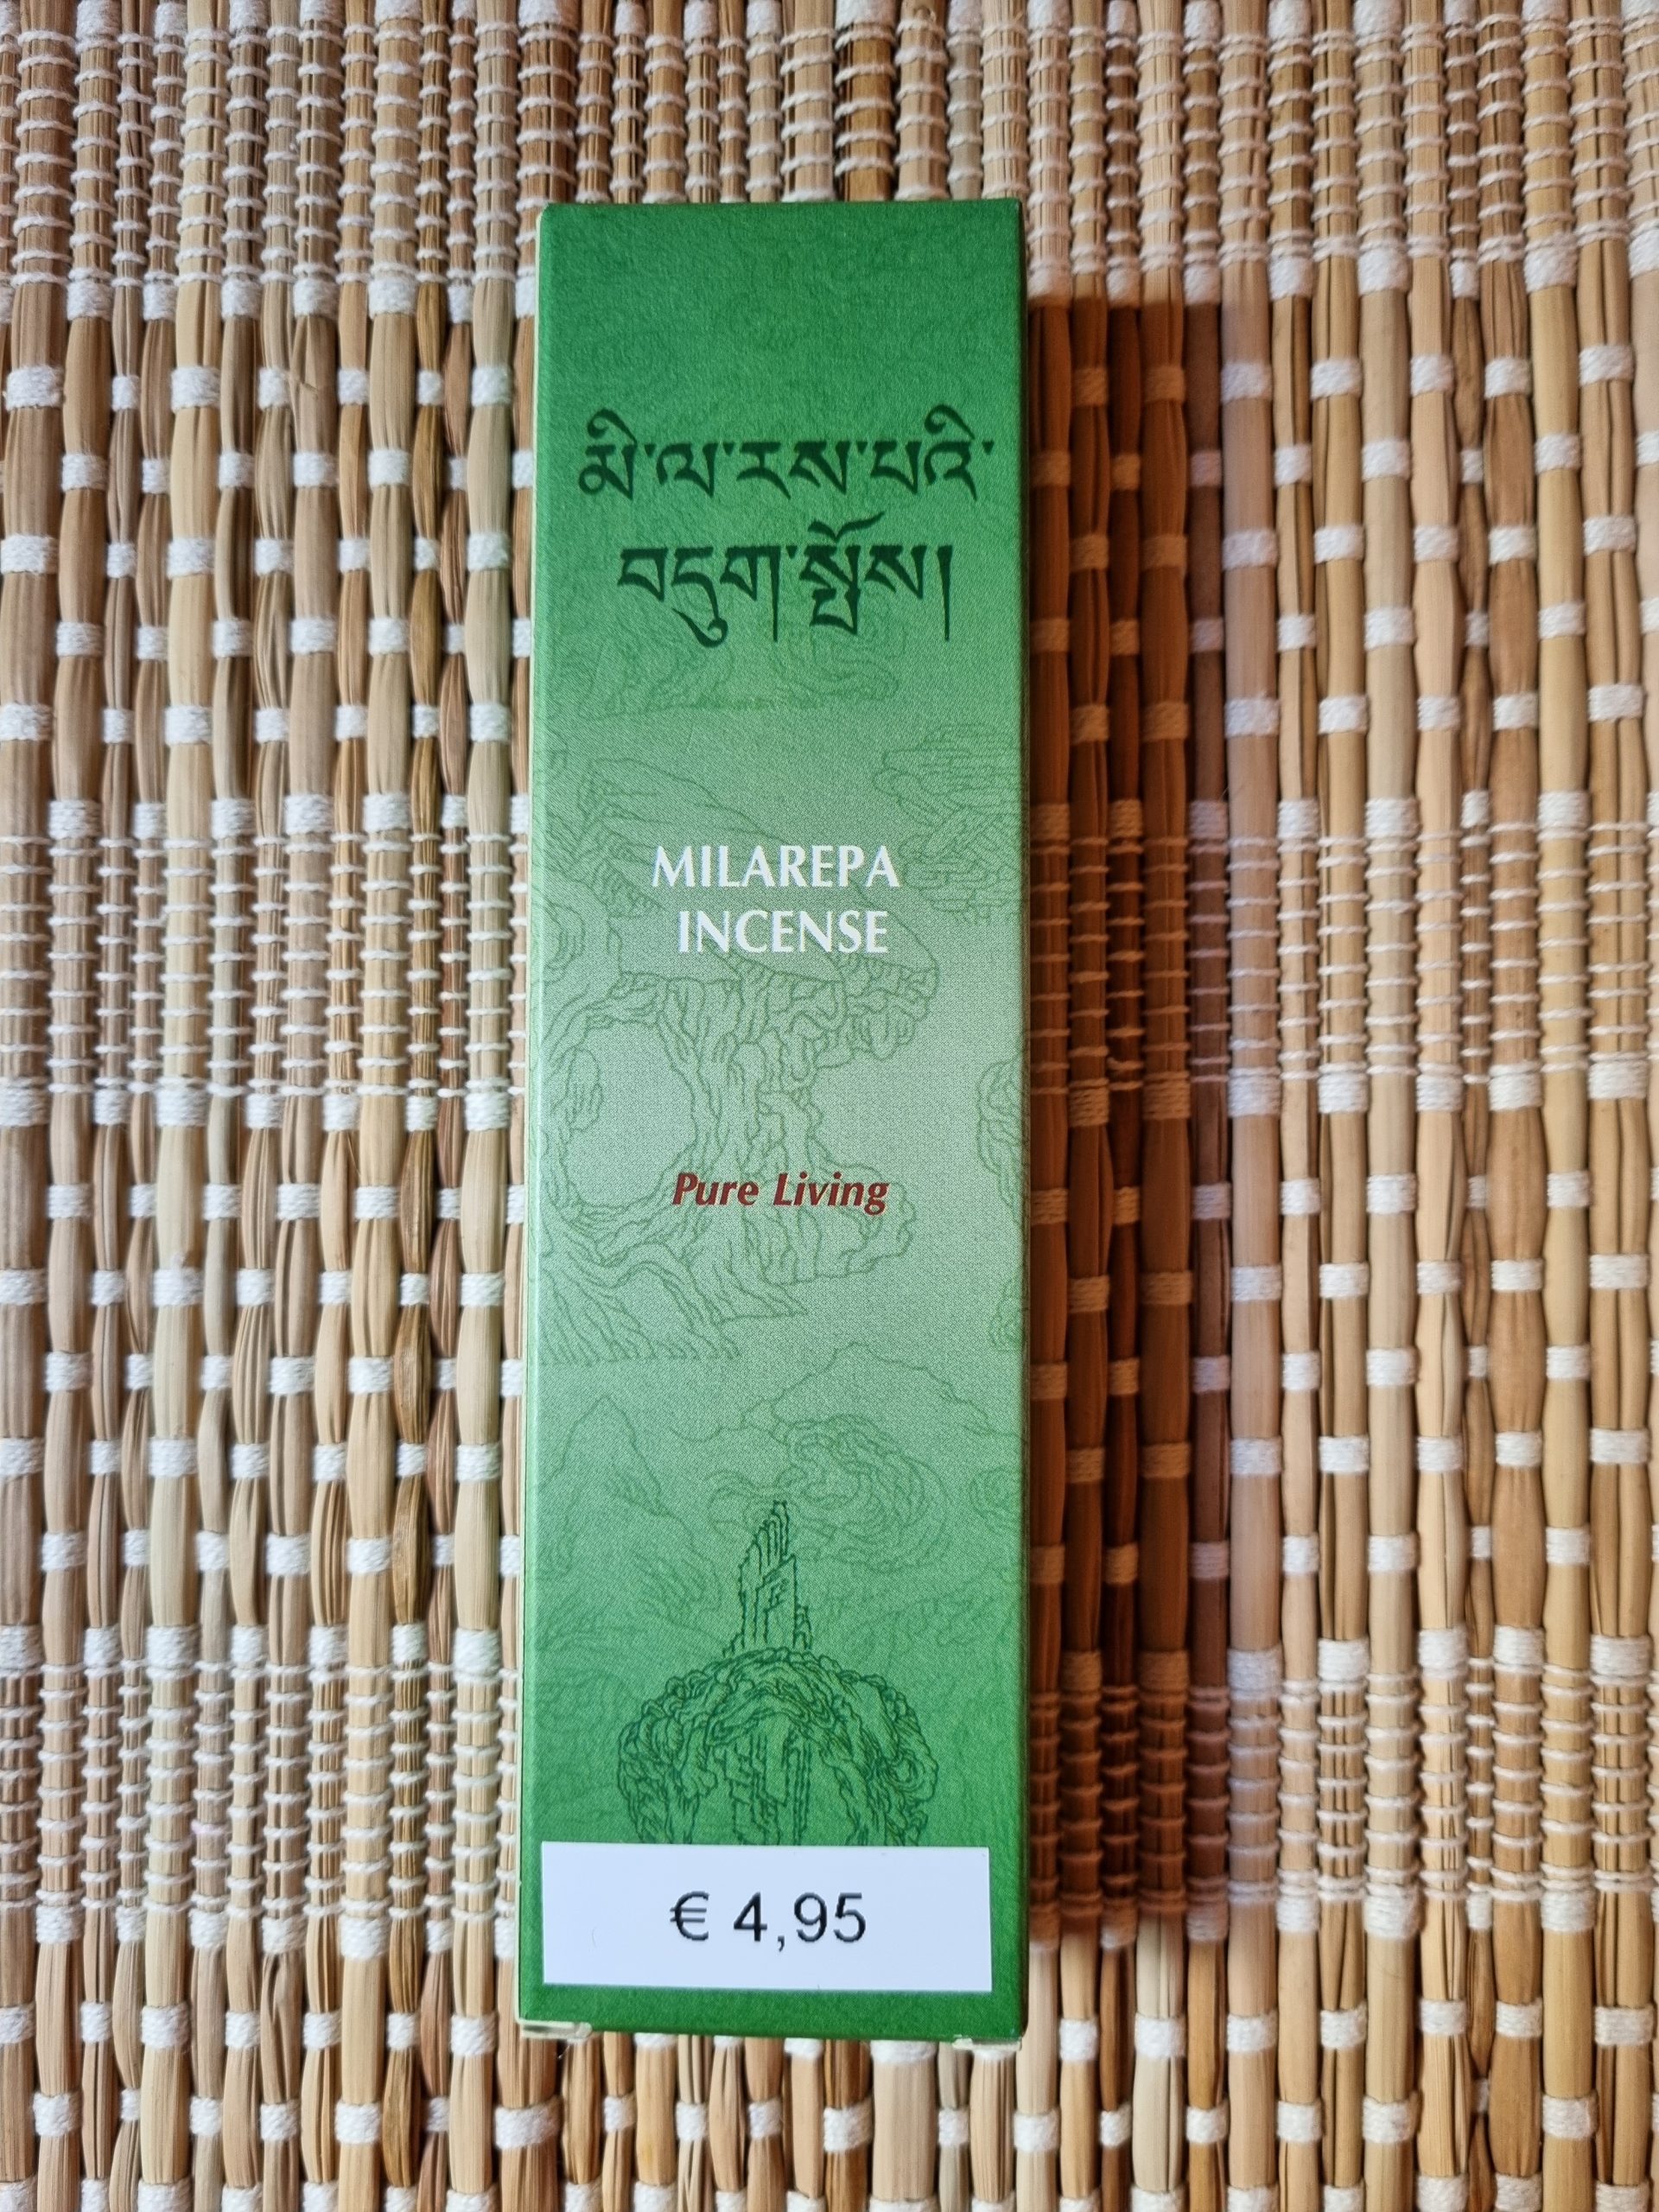 མི་ལ་རས་པའི་
བདུག་སྤོས།
MILAREPA
INCENSE
Pure Living
€ 4,95